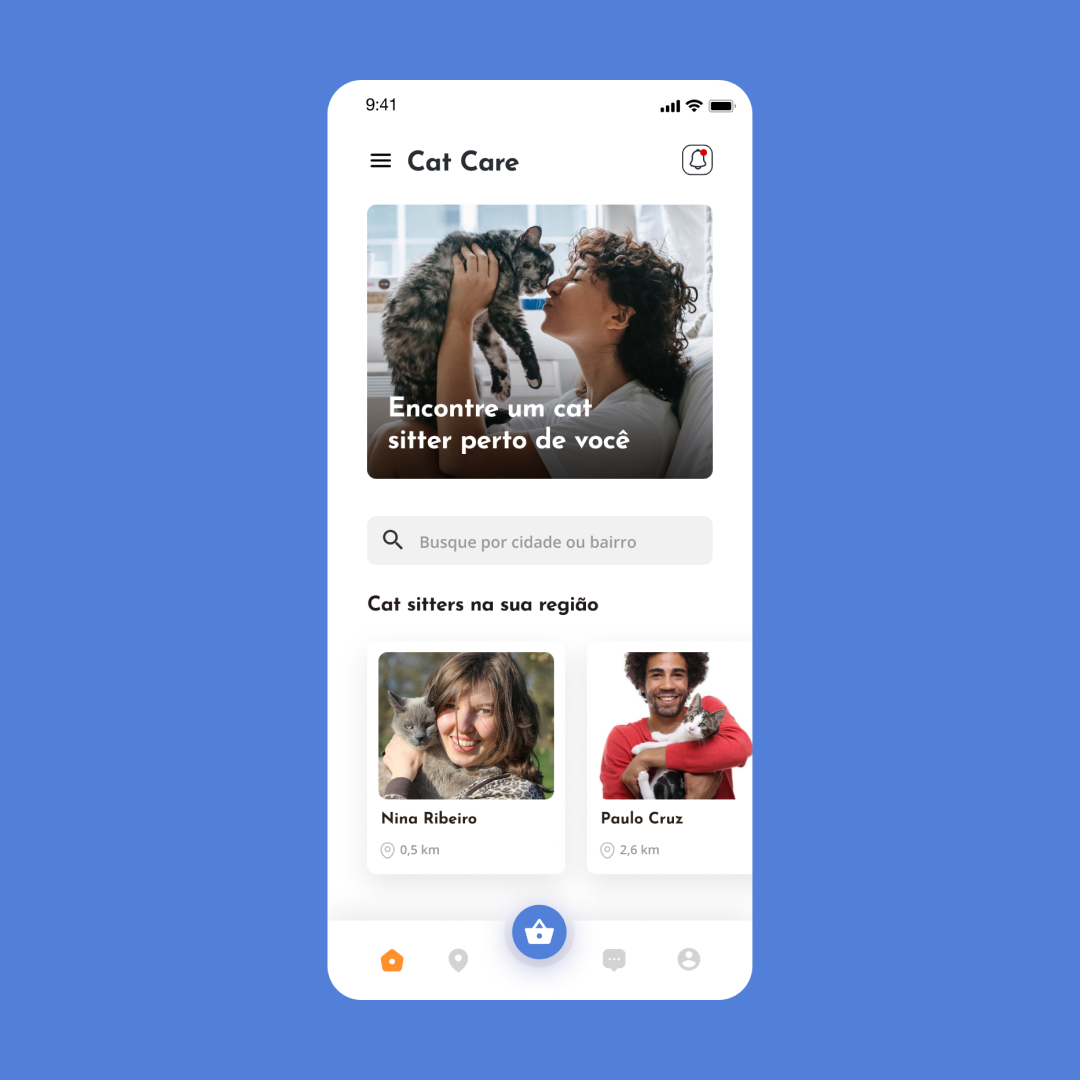 9:41
Cat Care
Encontre um cat
sitter perto de você
Busque por cidade ou bairro
Cat sitters na sua região
Nina Ribeiro
0,5 km
Paulo Cruz
2,6 km